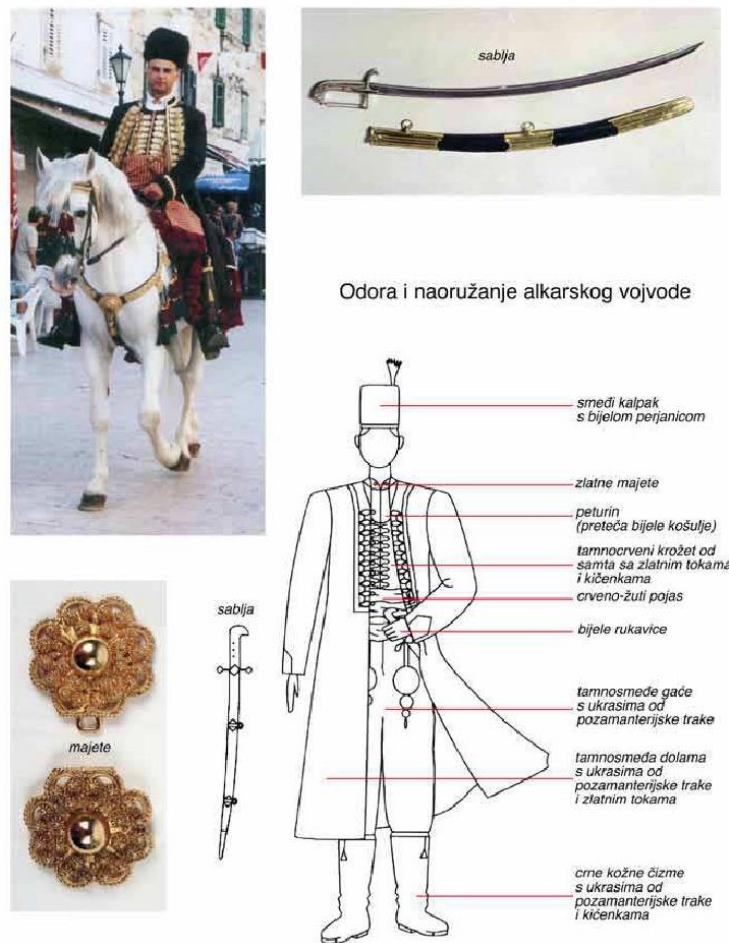 sablja
Odora i naoružanje alkarskog vojvode
smeđi kalpak
s bijelom perjanicom
zlatne majete
peturin
(preteča bijele košulje)
tamnocrveni krožet od
samta sa zlatnim tokama
i kićenkama
crveno-žuti pojas
bijele rukavice
tamnosmeđe gaće
s ukrasima od
pozamanterijske trake
tamnosmeđa dolama
s ukrasima od
pozamanterijske trake
i zlatnim tokama
crne kožne čizme
s ukrasima od
pozamanterijske trake
i kićenkama
sablja
majete